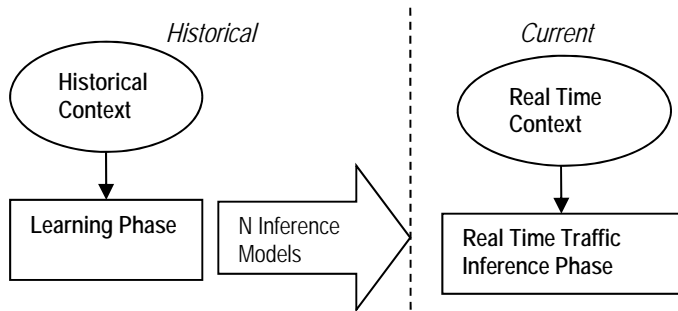 Historical
Historical
Context
Learning Phase
N Inference
Models
Current
Real Time
Context
Real Time Traffic
Inference Phase